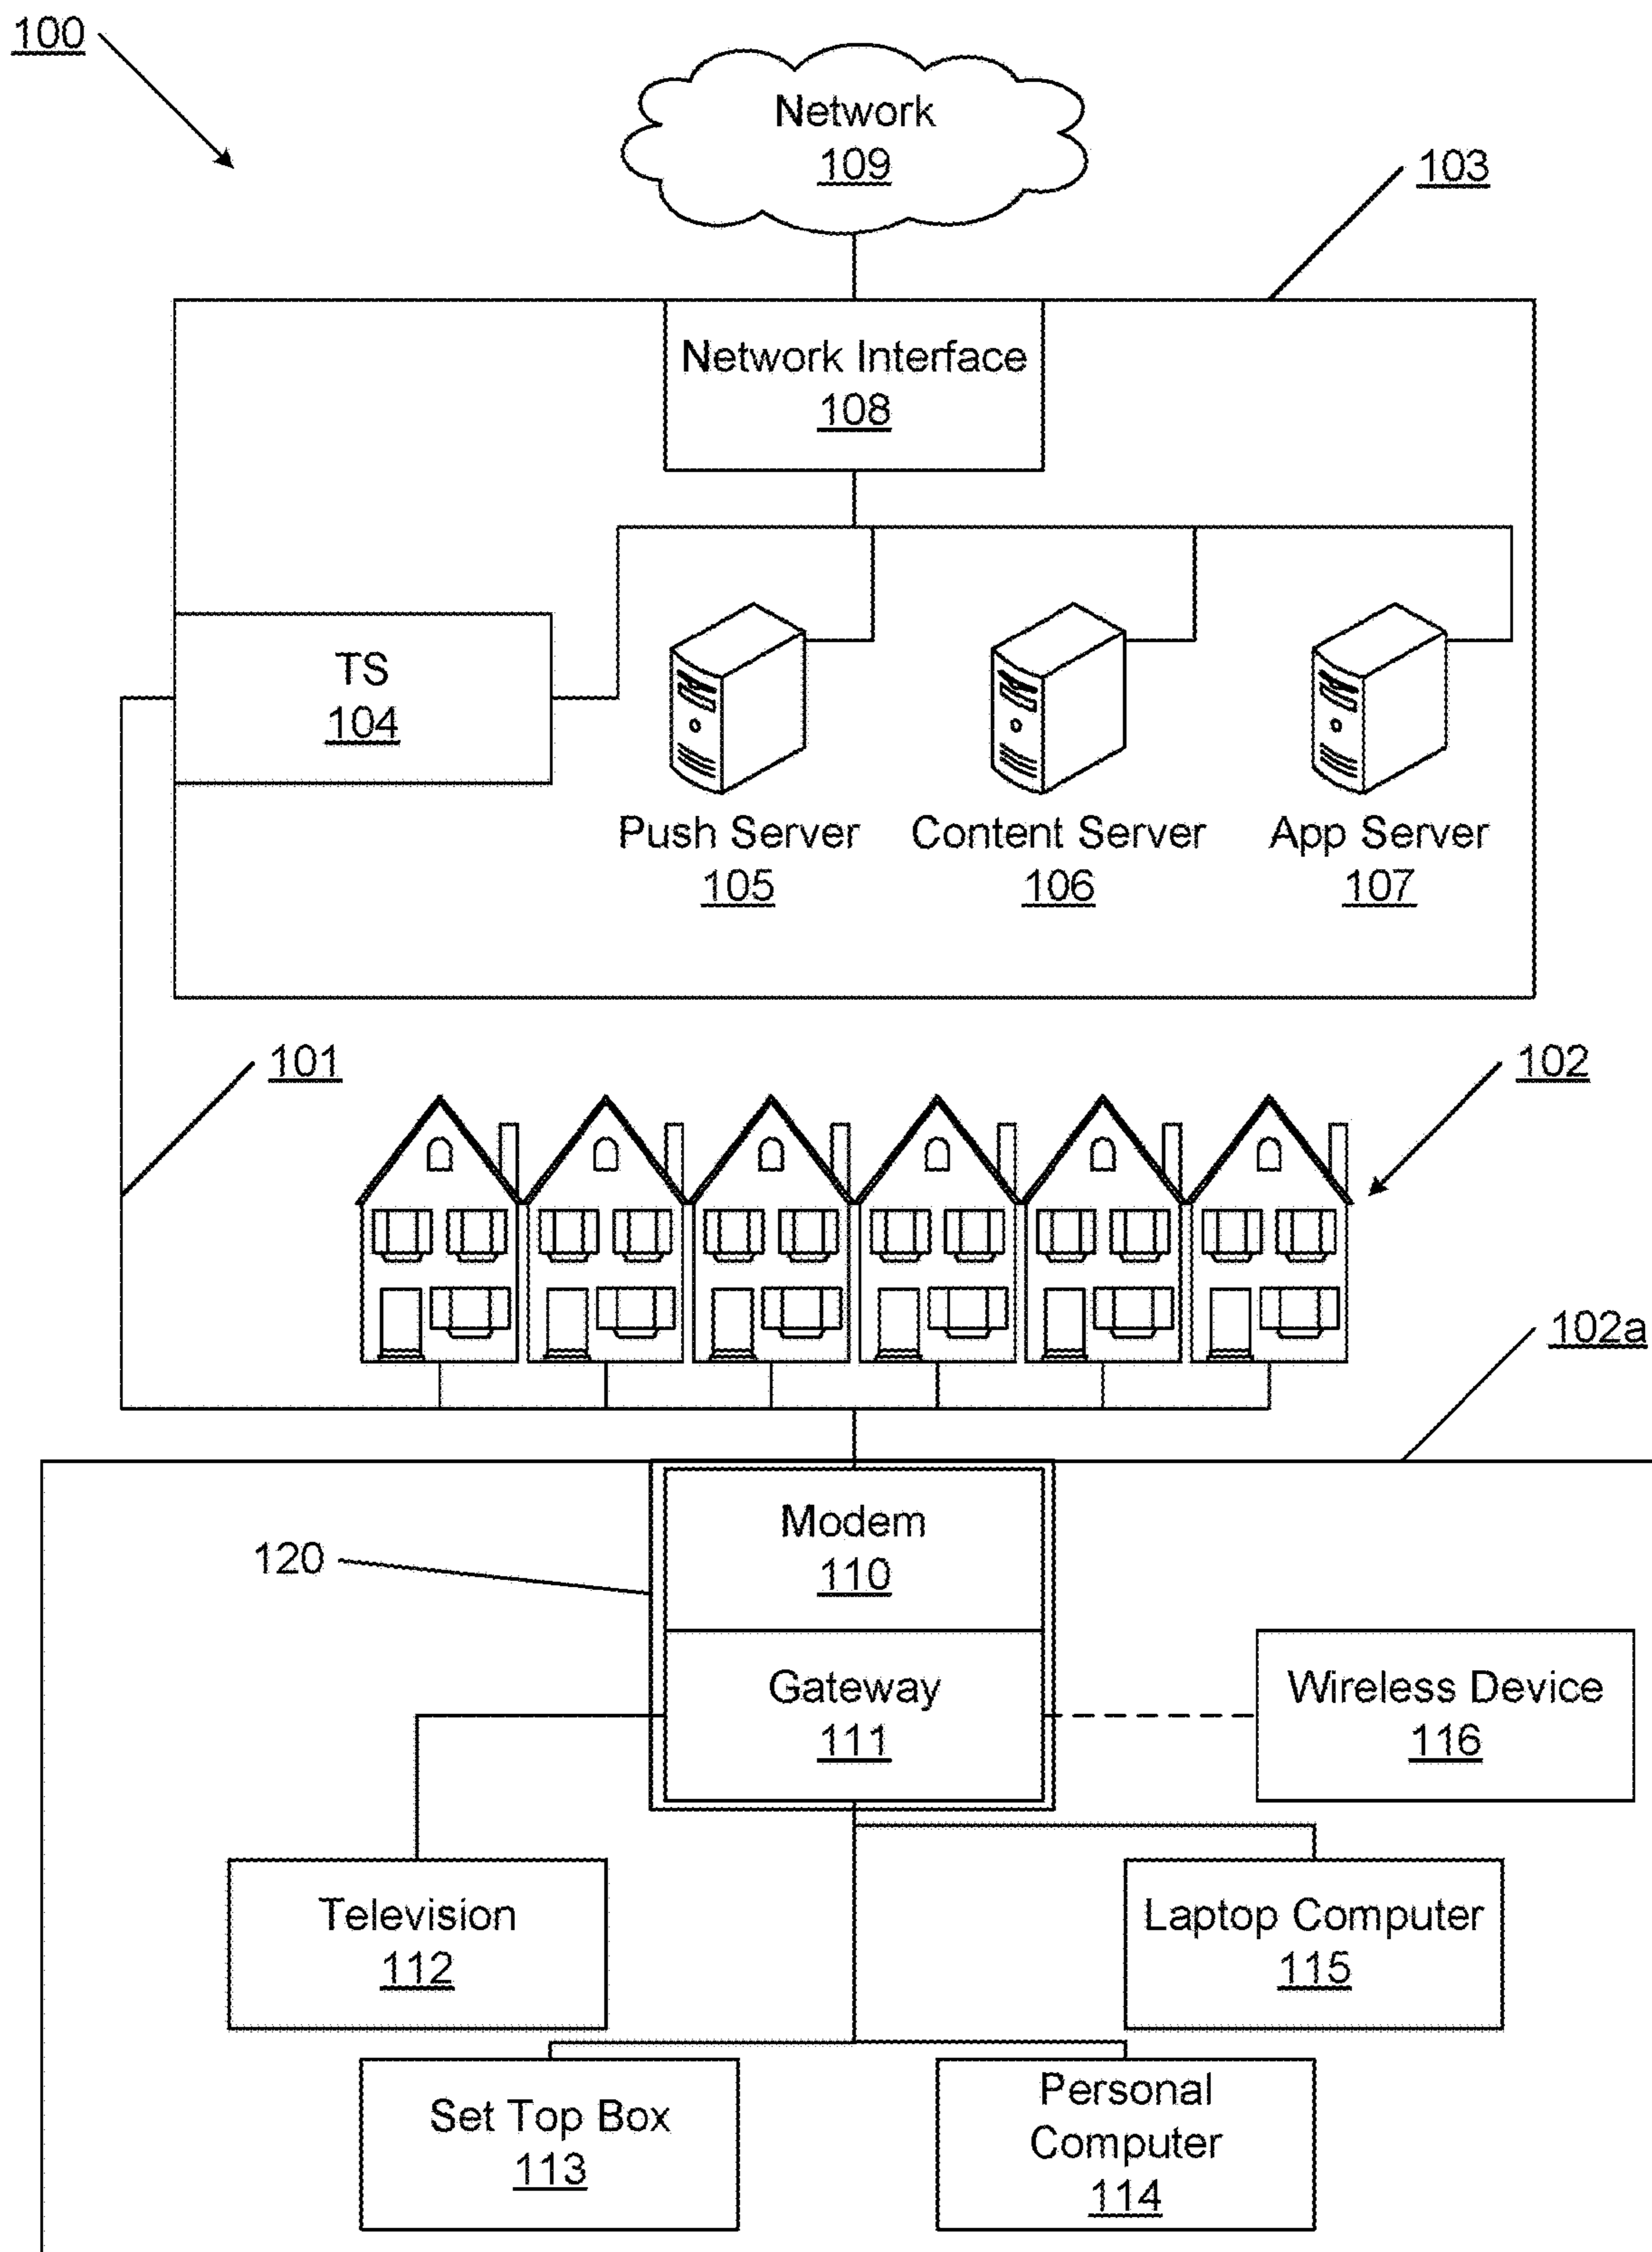 100
Network
109
103
Network Interface
108
TS
104
Push Server
105
Content Server
106
App Server
107
101
102
102a
Modem
110
120
Gateway
111
Wireless Device
116
Television
112
Laptop Computer
115
Set Top Box
113
Personal
Computer
114